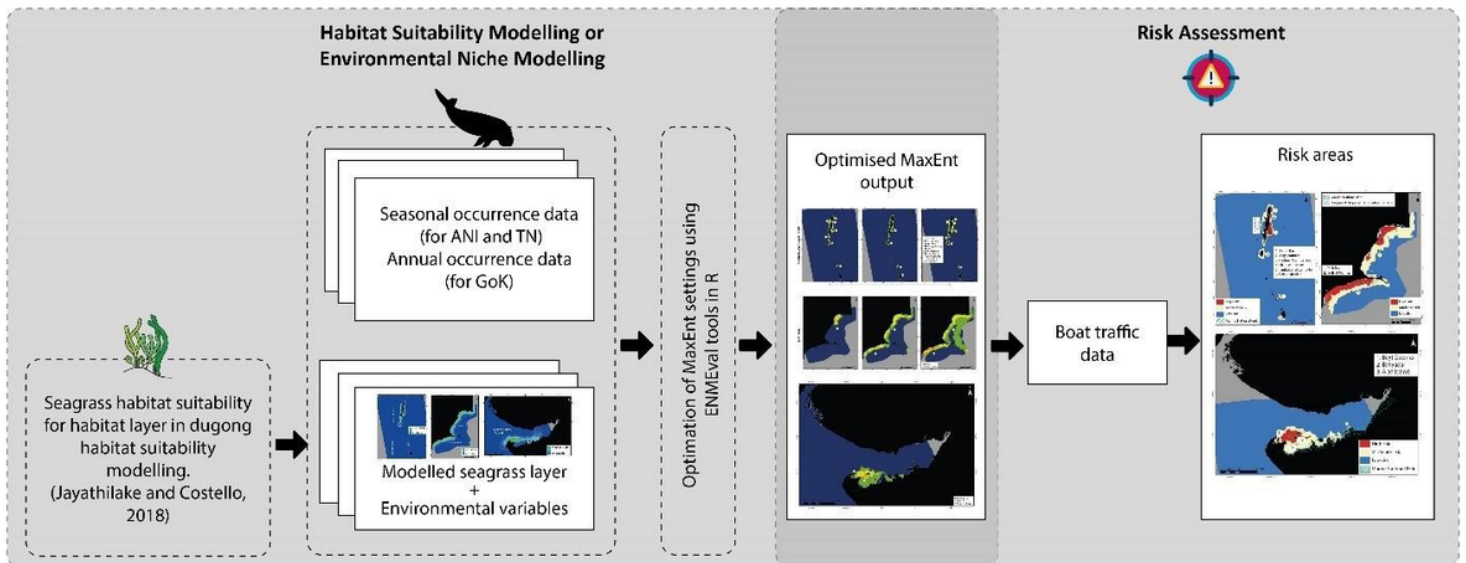 Habitat Suitability Modelling or
Environmental Niche Modelling
Risk Assessment
Seagrass habitat suitability
for habitat layer in dugong
habitat suitability
modelling.
(Jayathilake and Costello,
2018)
Seasonal occurrence data
(for ANI and TN)
Annual occurrence data
(for GoK)
Modelled seagrass layer
+
Environmental variables
Optimation of MaxEnt settings using
ENMEval tools in R
Optimised MaxEnt
output
Boat traffic
data
Risk areas